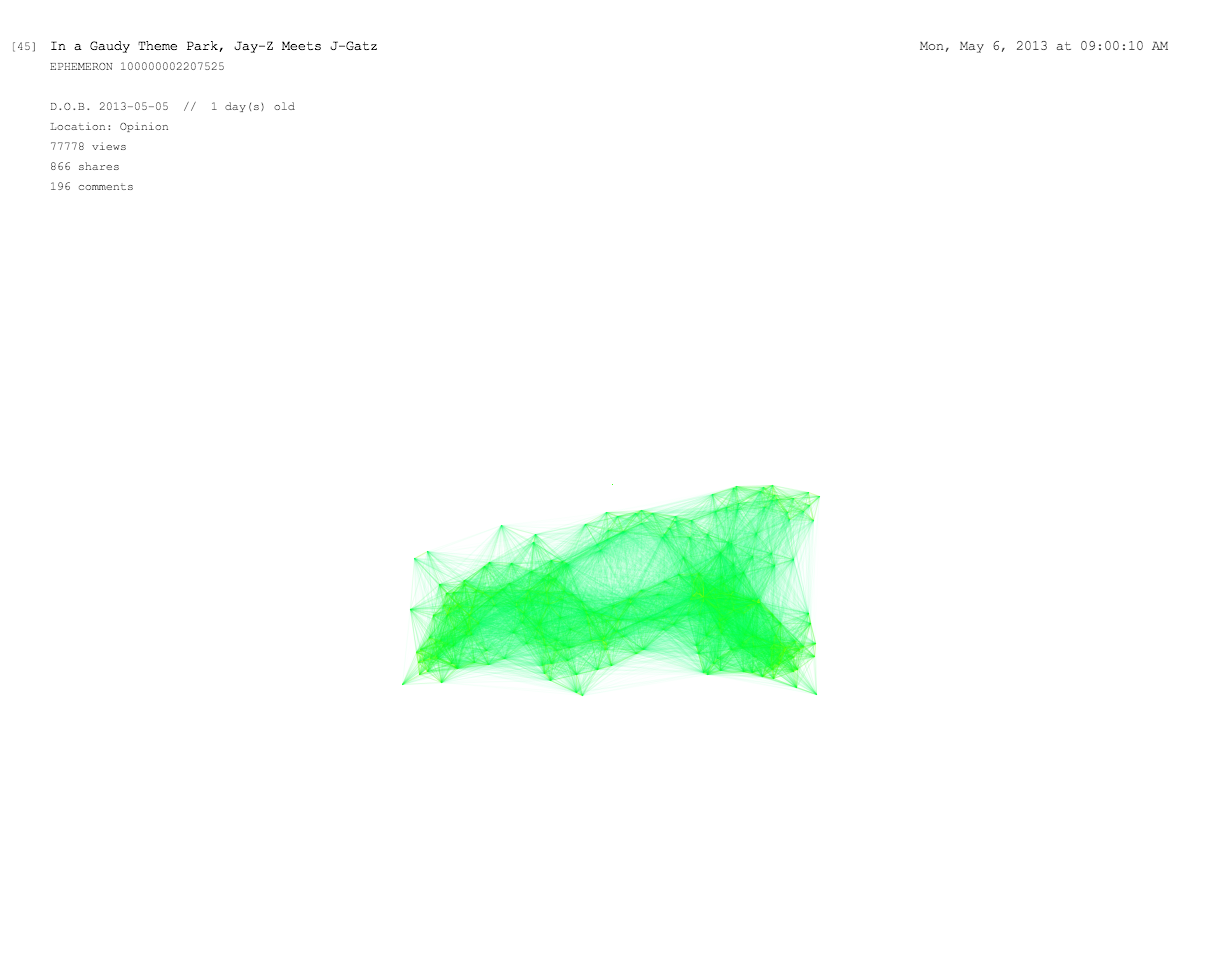 [45] In a Gaudy Theme Park, Jay-Z Meets J-Gatz Mon, May 6, 2013 at 09:00:10 AM
EPHEMERON 100000002207525
D.O.B. 2013-05-05 // 1 day(s) old
Location: Opinion
77778 views
866 shares
196 comments